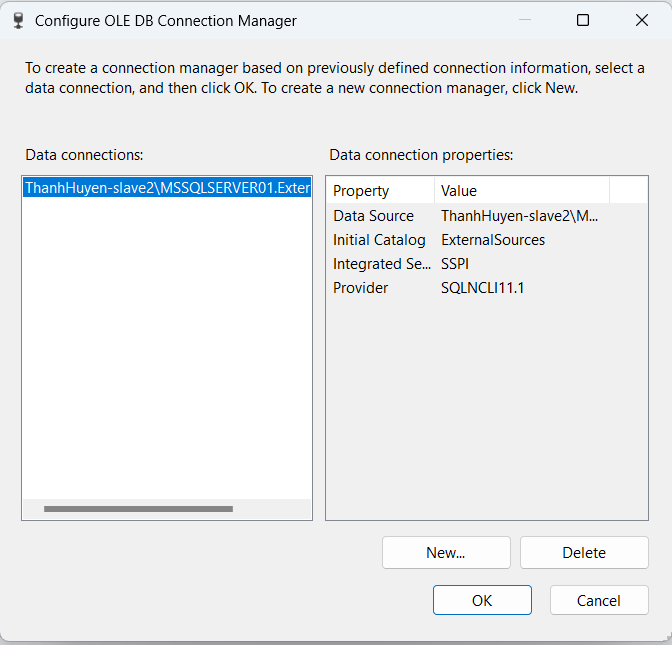 Configure OLE DB Connection Manager
To create a connection manager based on previously defined connection information, select a
data connection, and then click OK. To create a new connection manager, click New.
Data connections:
ThanhHuyen-slave2\MSSQLSERVER01.Exter
Data connection properties:
Property Value
Data Source ThanhHuyen-slave2\M...
Initial Catalog ExternalSources
Integrated Se... SSPI
Provider SQLNCLI11.1
New... Delete
OK Cancel